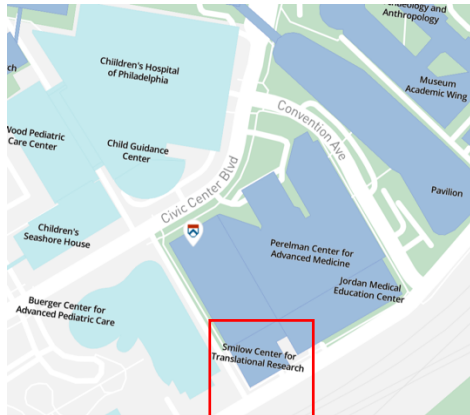 Anthropology
Children's Hospital
of Philadelphia
Museum
Academic Wing
Convention Ave
Wood Pediatric
Care Center
Child Guidance
Center
Civic Center Blvd
Pavilion
Children's
Seashore House
Perelman Center for
Advanced Medicine
Jordan Medical
Education Center
Buerger Center for
Advanced Pediatric Care
Smilow Center for
Translational Research